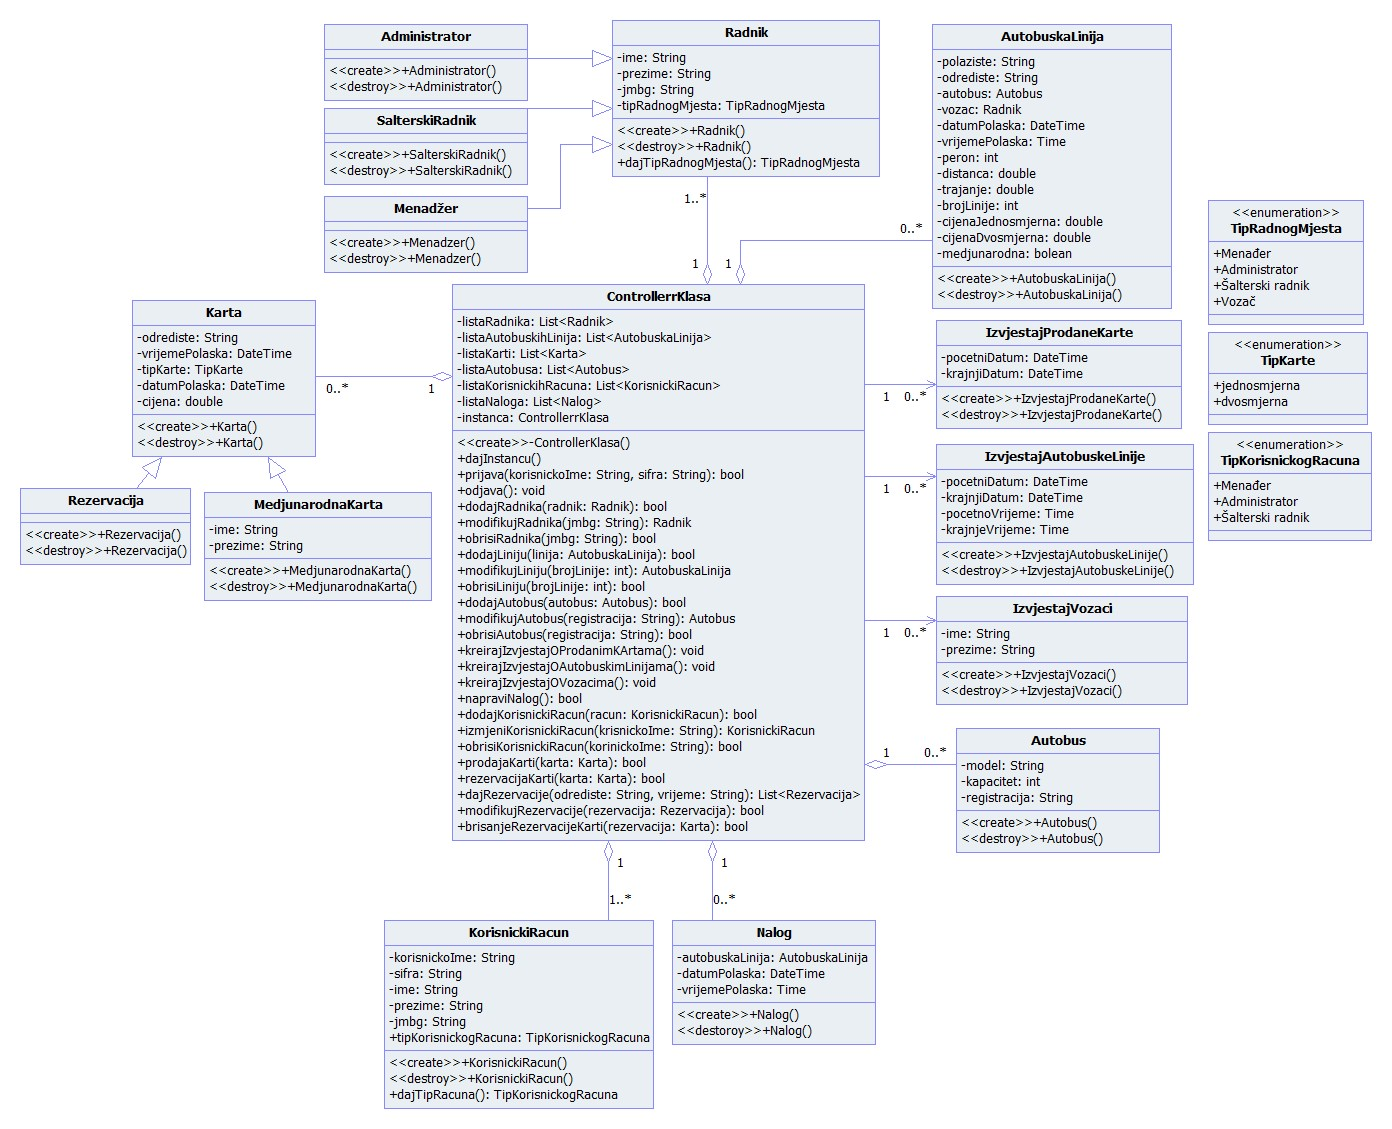 Administrator
<<create>>+Administrator()
<<destroy>>+Administrator()
SalterskiRadnik
<<create>>+SalterskiRadnik()
<<destroy>>+SalterskiRadnik()
Menadžer
<<create>>+Menadzer()
<<destroy>>+Menadzer()
Radnik
-ime: String
-prezime: String
-jmbg: String
-tipRadnogMjesta: TipRadnogMjesta
<<create>>+Radnik()
<<destroy>>+Radnik()
+dajTipRadnogMjesta(): TipRadnogMjesta
1..*
1
AutobuskaLinija
-polaziste: String
-odrediste: String
-autobus: Autobus
-vozac: Radnik
-datumPolaska: DateTime
-vrijemePolaska: Time
-peron: int
-distanca: double
-trajanje: double
-brojLinije: int
-cijenaJednosmjerna: double
-cijenaDvosmjerna: double
-medjunarodna: bolean
<<create>>+AutobuskaLinija()
<<destroy>>+AutobuskaLinija()
0..*
1
<<enumeration>>
TipRadnogMjesta
+Menađer
+Administrator
+Šalterski radnik
+Vozač
<<enumeration>>
TipKarte
+jednosmjerna
+dvosmjerna
<<enumeration>>
TipKorisnickogRacuna
+Menađer
+Administrator
+Šalterski radnik
Karta
-odrediste: String
-vrijemePolaska: DateTime
-tipKarte: TipKarte
-datumPolaska: DateTime
-cijena: double
<<create>>+Karta()
<<destroy>>+Karta()
0..*
1
Rezervacija
<<create>>+Rezervacija()
<<destroy>>+Rezervacija()
MedjunarodnaKarta
-ime: String
-prezime: String
<<create>>+MedjunarodnaKarta()
<<destroy>>+MedjunarodnaKarta()
ControllerrKlasa
-listaRadnika: List<Radnik>
-listaAutobuskihLinija: List<AutobuskaLinija>
-listaKarti: List<Karta>
-listaAutobusa: List<Autobus>
-listaKorisnickihRacuna: List<KorisnickiRacun>
-listaNaloga: List<Nalog>
-instanca: ControllerrKlasa
<<create>>-ControllerKlasa()
+dajInstancu()
+prijava(korisnickoIme: String, sifra: String): bool
+odjava(): void
+dodajRadnika(radnik: Radnik): bool
+modifikujRadnika(jmbg: String): Radnik
+obrisiRadnika(jmbg: String): bool
+dodajLiniju(linija: AutobuskaLinija): bool
+modifikujLiniju(brojLinije: int): AutobuskaLinija
+obrisiLiniju(brojLinije: int): bool
+dodajAutobus(autobus: Autobus): bool
+modifikujAutobus(registracija: String): Autobus
+obrisiAutobus(registracija: String): bool
+kreirajIzvjestajOProdanimKArtama(): void
+kreirajIzvjestajOAutobuskimLinijama(): void
+kreirajIzvjestajOVozacima(): void
+napraviNalog(): bool
+dodajKorisnickiRacun(racun: KorisnickiRacun): bool
+izmjeniKorisnickiRacun(krisnickoIme: String): KorisnickiRacun
+obrisiKorisnickiRacun(korinickoIme: String): bool
+prodajaKarti(karta: Karta): bool
+rezervacijaKarti(karta: Karta): bool
+dajRezervacije(odrediste: String, vrijeme: String): List<Rezervacija>
+modifikujRezervacije(rezervacija: Rezervacija): bool
+brisanjeRezervacijeKarti(rezervacija: Karta): bool
IzvjestajProdaneKarte
-pocetniDatum: DateTime
-krajnjiDatum: DateTime
<<create>>+IzvjestajProdaneKarte()
<<destroy>>+IzvjestajProdaneKarte()
1 0..*
IzvjestajAutobuskeLinije
-pocetniDatum: DateTime
-krajnjiDatum: DateTime
-pocetnoVrijeme: Time
-krajnjeVrijeme: Time
<<create>>+IzvjestajAutobuskeLinije()
<<destroy>>+IzvjestajAutobuskeLinije()
1 0..*
IzvjestajVozaci
-ime: String
-prezime: String
<<create>>+IzvjestajVozaci()
<<destroy>>+IzvjestajVozaci()
1 0..*
Autobus
-model: String
-kapacitet: int
-registracija: String
<<create>>+Autobus()
<<destroy>>+Autobus()
1 0..*
1
1..*
KorisnickiRacun
-korisnickoIme: String
-sifra: String
-ime: String
-prezime: String
-jmbg: String
+tipKorisnickogRacuna: TipKorisnickogRacuna
<<create>>+KorisnickiRacun()
<<destroy>>+KorisnickiRacun()
+dajTipRacuna(): TipKorisnickogRacuna
1
0..*
Nalog
-autobuskaLinija: AutobuskaLinija
-datumPolaska: DateTime
-vrijemePolaska: Time
<<create>>+Nalog()
<<destoroy>>+Nalog()